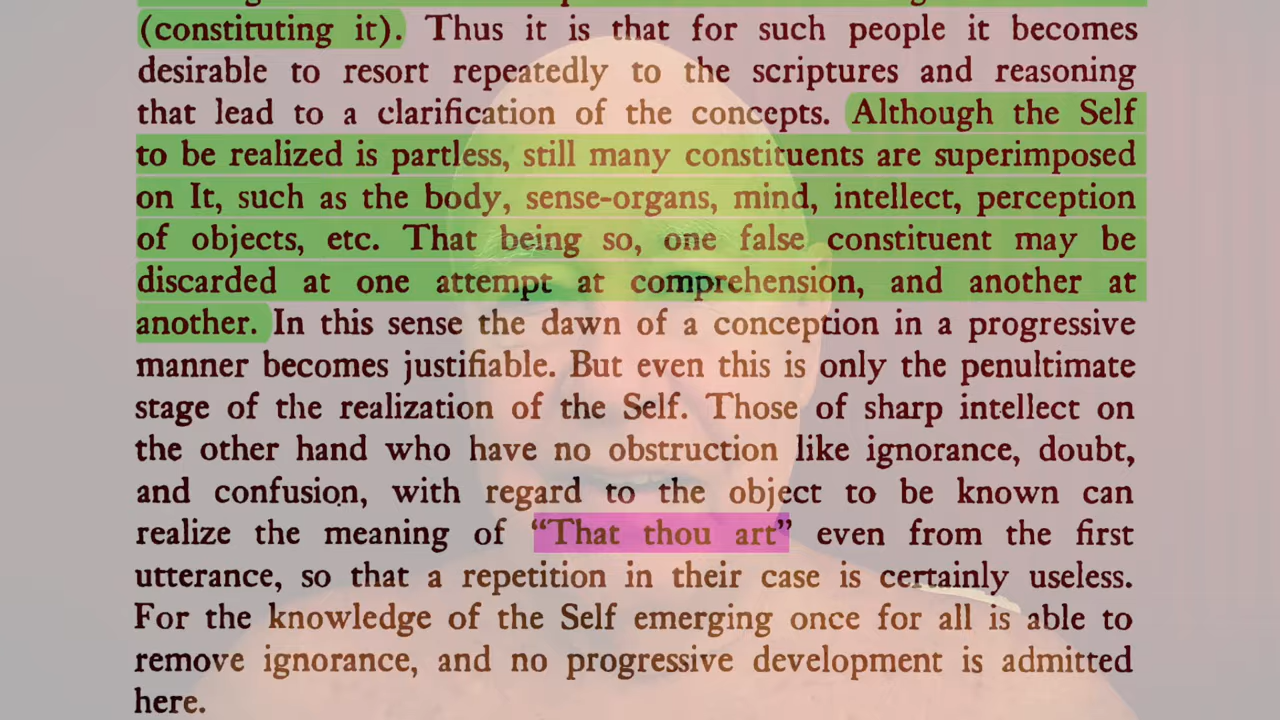 (constituting it). Thus it is that for such people it becomes
desirable to resort repeatedly to the scriptures and reasoning
that lead to a clarification of the concepts. Although the Self
to be realized is partless, still many constituents are superimposed
on It, such as the body, sense-organs, mind, intellect, perception
of objects, etc. That being so, one false constituent may be
discarded at one attempt at comprehension, and another at
another. In this sense the dawn of a conception in a progressive
manner becomes justifiable. But even this is only the penultimate
stage of the realization of the Self. Those of sharp intellect on
the other hand who have no obstruction like ignorance, doubt,
and confusion, with regard to the object to be known can
realize the meaning of “That thou art” even from the first
utterance, so that a repetition in their case is certainly useless.
For the knowledge of the Self emerging once for all is able to
remove ignorance, and no progressive development is admitted
here.